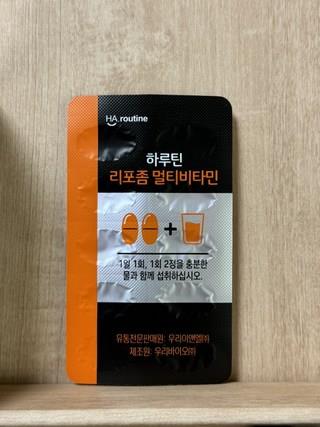 HA.routine
하루틴
리포좀 멀티비타민
+
1일 1회, 1회 2정을 충분한
물과 함께 섭취하십시오.
유통전문판매원: 우리이앤엘㈜
제조원: 우리바이오㈜